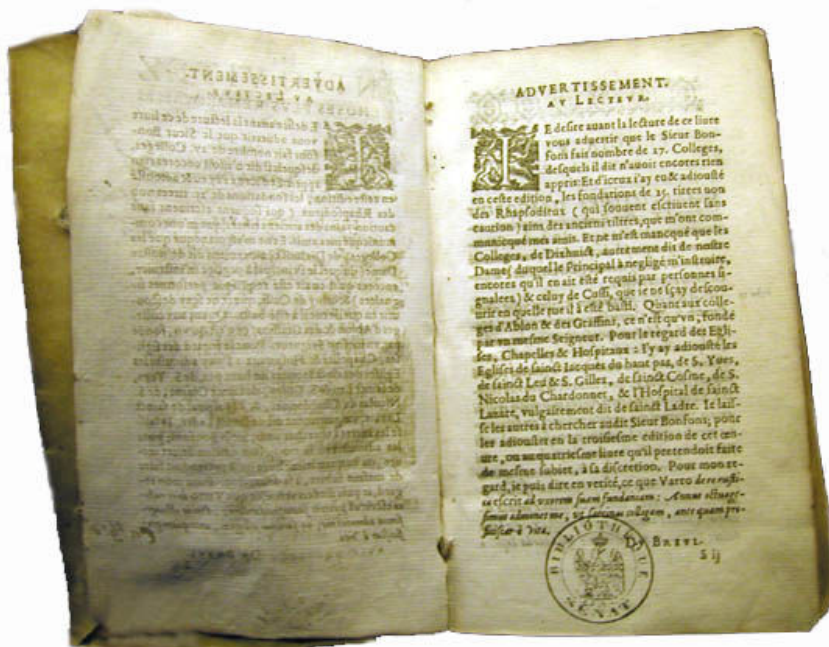 ADVERTISSEMENT.
AV LECTEVR.
IE desire auant la lecture de ce liure
vous aduertir que le Sieur Bon-
fons fait nombre de 17. Colleges,
desquels il dit n'auoir encores rien
appris: Et d'iceux i'ay eu & adiousté
en ceste edition, les fondations de 15. tirees non
des Rhapsoditux ( qui souuent escriuent sans
caution ) ains des anciens tiltres, que m'ont com-
muniqué mes amis. Et ne m'est manqué que les
Colleges, de Dixhuict, autrement dit de nostre
Dame( duquel le Principal à negligé m'instruire,
encores qu'il en ait esté requis par personnes si-
gnalees ) & celuy de Cussi, que ie ne sçay descou-
urir en quelle rue il à esté basti. Quant aux colle-
ges d'Ablon & des Grassins, ce n'est qu'vn, fondé
par vn mesme Seigneur. Pour le regard des Egli-
ses, Chapelles & Hospitaux : I'y ay adiousté les
Eglises de sainct Iacques du haut pas, de S. Yues,
de sainct Leu & S. Gilles, de sainct Cosme, de S.
Nicolas du Chardonnet, & l'Hospital de sainct
Lazare, vulgairement dit de sainct Ladre. Ie lais-
se les autres à chercher audit Sieur Bonfons; pour
les adiouster en la troisiesme edition de cet œu-
ure, ou au quatriesme liure qu'il pretendoit faire
de mesme subiet, à sa discretion. Pour mon re-
gard, ie puis dire en verité, ce que Varro de re rusti-
ca escrit ad vxorem suam fundaniam : Annus octuage-
simus admonet me, vt sarcinas colligam, ante quam pro-
ficiscar è vita.
BREVL.
S ij
BIBLIOTHEQUE
SENAT